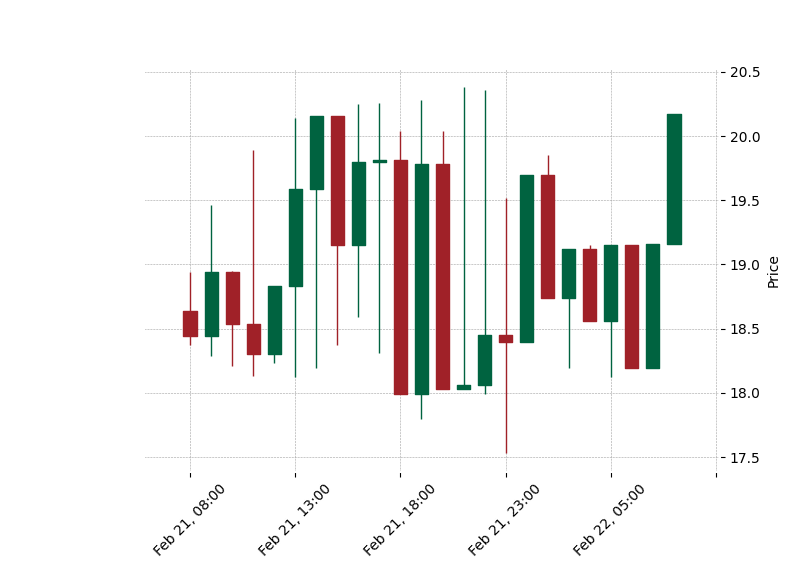 20.5
20.0
19.5
19.0
18.5
18.0
17.5
Price
Feb 21, 08:00
Feb 21, 13:00
Feb 21, 18:00
Feb 21, 23:00
Feb 22, 05:00